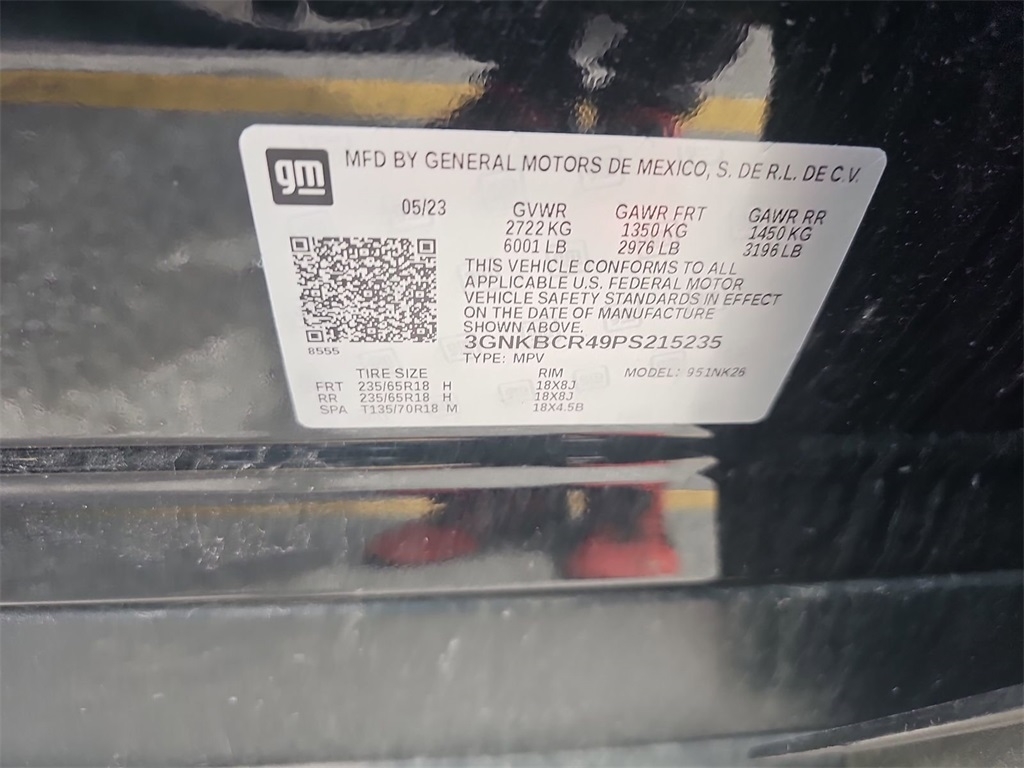 gm
MFD BY GENERAL MOTORS DE MEXICO, S. DE R.L. DE C.V.
05/23
GVWR GAWR FRT GAWR RR
2722 KG 1350 KG 1450 KG
6001 LB 2976 LB 3196 LB
THIS VEHICLE CONFORMS TO ALL
APPLICABLE U.S. FEDERAL MOTOR
VEHICLE SAFETY STANDARDS IN EFFECT
ON THE DATE OF MANUFACTURE
SHOWN ABOVE.
8555
3GNKBCR49PS215235
TYPE: MPV
TIRE SIZE RIM MODEL: 951NK26
FRT 235/65R18 H 18X8J
RR 235/65R18 H 18X8J
SPA T135/70R18 M 18X4.5B